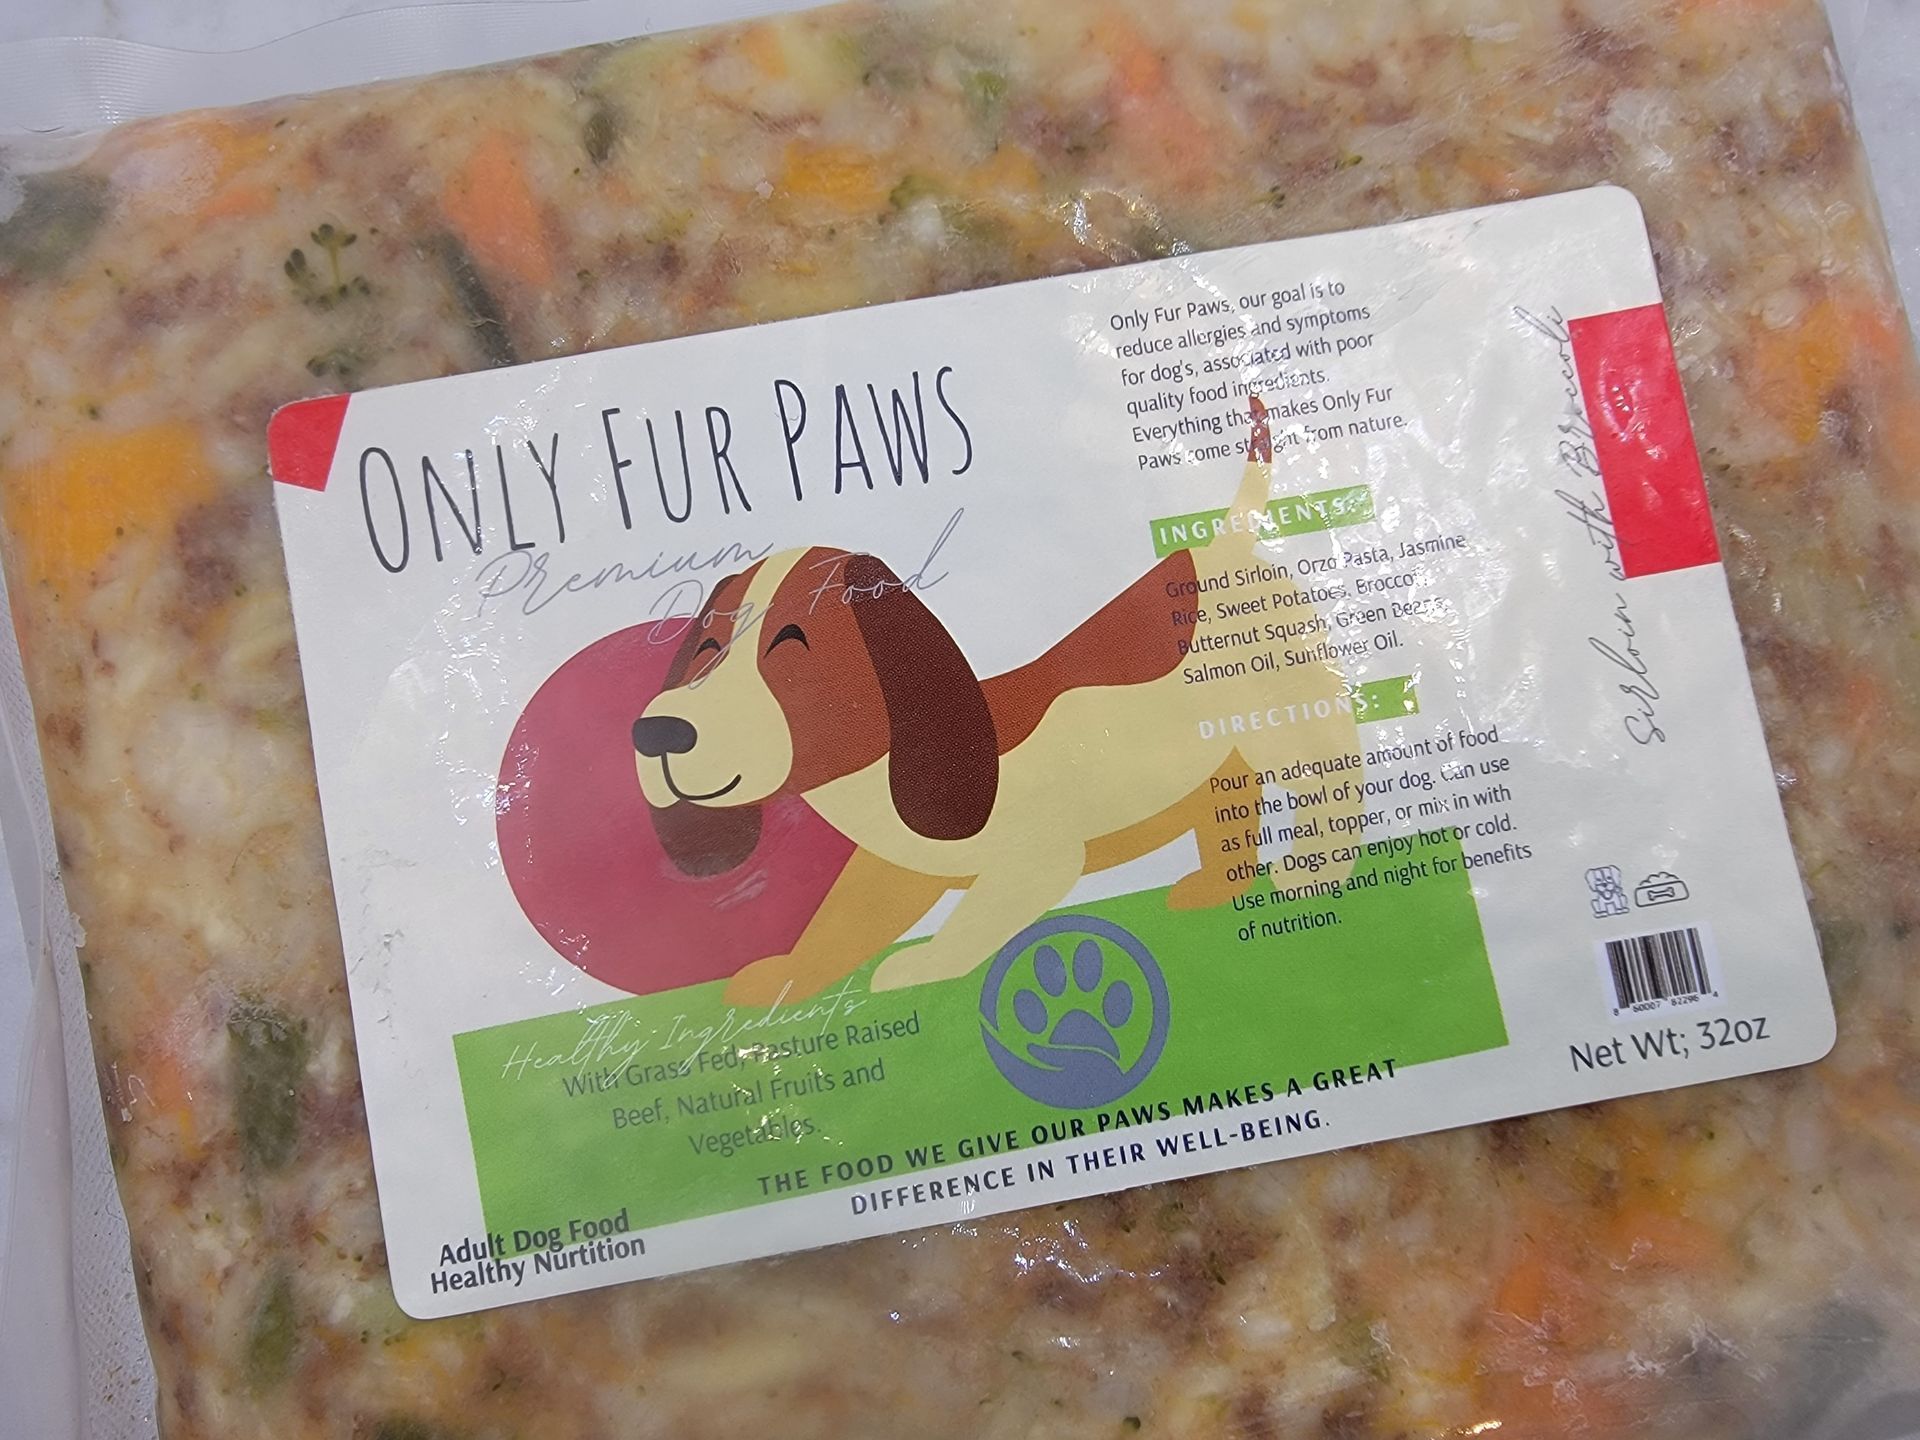 ONLY FUR PAWS
Premium
Dog Food
Only Fur Paws, our goal is to
reduce allergies and symptoms
for dog's, associated with poor
quality food ingredients.
Everything that makes Only Fur
Paws come straight from nature.
INGREDIENTS:
Ground Sirloin, Orzo Pasta, Jasmine
Rice, Sweet Potatoes, Broccoli,
Butternut Squash, Green Beans,
Salmon Oil, Sunflower Oil.
DIRECTIONS:
Pour an adequate amount of food
into the bowl of your dog. Can use
as full meal, topper, or mix in with
other. Dogs can enjoy hot or cold.
Use morning and night for benefits
of nutrition.
Sirloin with Broccoli
8 50007 82296 4
Net Wt; 32oz
Healthy Ingredients
With Grass Fed, Pasture Raised
Beef, Natural Fruits and
Vegetables.
THE FOOD WE GIVE OUR PAWS MAKES A GREAT
DIFFERENCE IN THEIR WELL-BEING.
Adult Dog Food
Healthy Nurtition